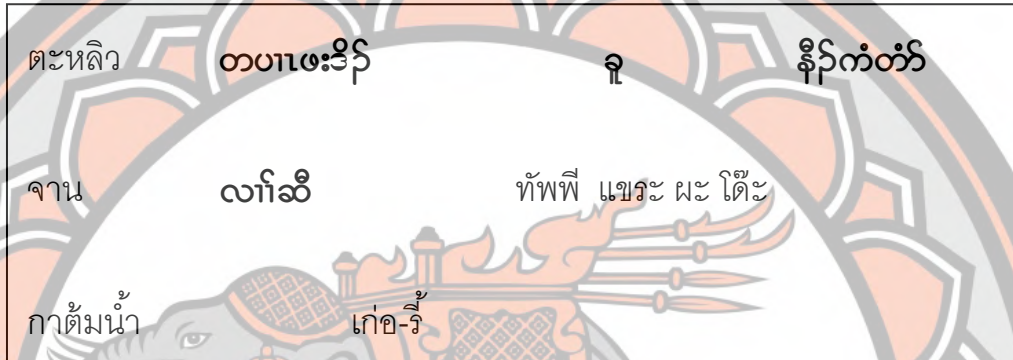 ตะหลิว တပၢၤဖးဒိၣ် ခူ နီၣ်ကံတံာ်
จาน လၢၢ်ဆီ ทัพพี แขระ ผะ โด๊ะ
กาต้มน้ำ เก่อ-รี้